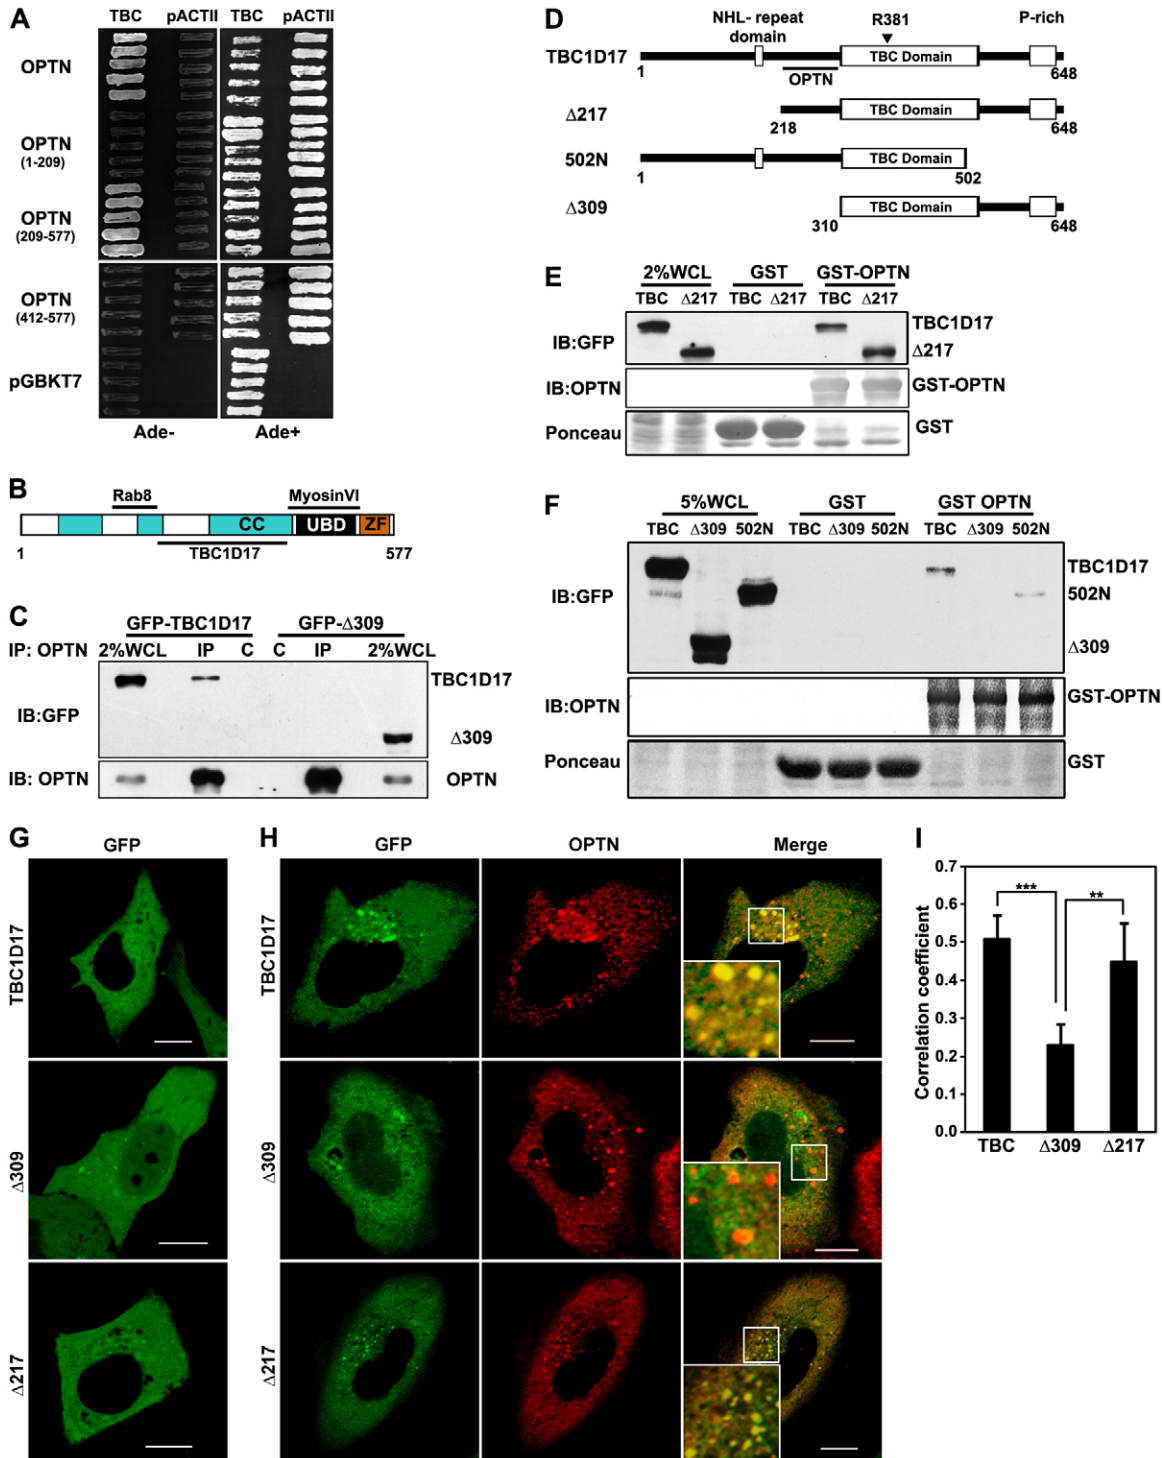 A
TBC pACTII TBC pACTII
OPTN
OPTN
(1-209)
OPTN
(209-577)
OPTN
(412-577)
pGBKT7
Ade- Ade+
B
Rab8 MyosinVI
CC UBD ZF
1 TBC1D17 577
C
GFP-TBC1D17 GFP-Δ309
IP: OPTN 2%WCL IP C C IP 2%WCL
TBC1D17
IB:GFP
Δ309
IB: OPTN OPTN
D
NHL- repeat domain R381 P-rich
TBC1D17 TBC Domain
1 OPTN 648
Δ217 TBC Domain
218 648
502N TBC Domain
1 502
Δ309 TBC Domain
310 648
E
2%WCL GST GST-OPTN
TBC Δ217 TBC Δ217 TBC Δ217
TBC1D17
IB:GFP
Δ217
IB:OPTN GST-OPTN
Ponceau GST
F
5%WCL GST GST OPTN
TBC Δ309 502N TBC Δ309 502N TBC Δ309 502N
TBC1D17
IB:GFP 502N
Δ309
IB:OPTN GST-OPTN
Ponceau GST
G
GFP
TBC1D17
Δ309
Δ217
H
GFP OPTN Merge
TBC1D17
Δ309
Δ217
I
0.7
0.6
0.5
0.4
0.3
0.2
0.1
0.0
Correlation coefficient
*** **
TBC Δ309 Δ217